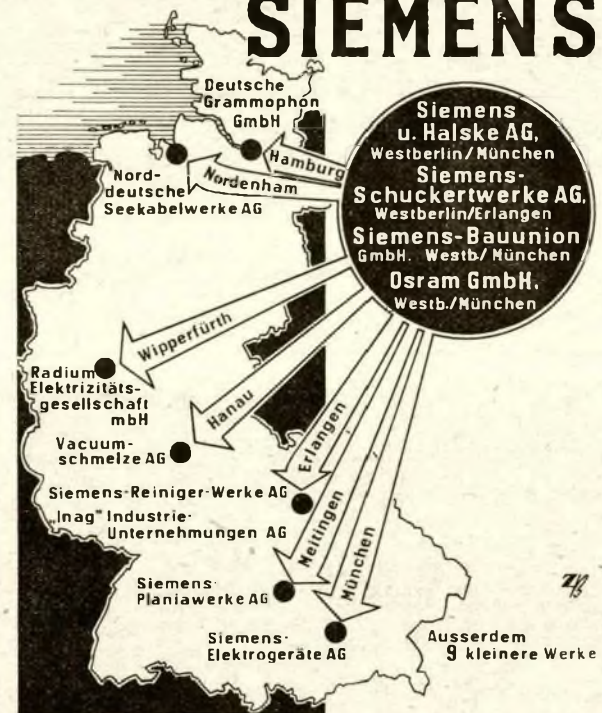 SIEMENS
Deutsche
Grammophon
GmbH
Siemens
u. Halske AG,
Westberlin/München
Siemens-
Schuckertwerke AG,
Westberlin/Erlangen
Siemens-Bauunion
GmbH. Westb/ München
Osram GmbH.
Westb./München
Hamburg
Nordenham
Nord-
deutsche
Seekabelwerke AG
Wipperfürth
Radium
Elektrizitäts-
gesellschaft
mbH
Hanau
Vacuum-
schmelze AG
Erlangen
Siemens-Reiniger-Werke AG
„Inag" Industrie-
Unternehmungen AG
Meitingen
München
Siemens-
Planiawerke AG
Siemens-
Elektrogeräte AG
Ausserdem
9 kleinere Werke